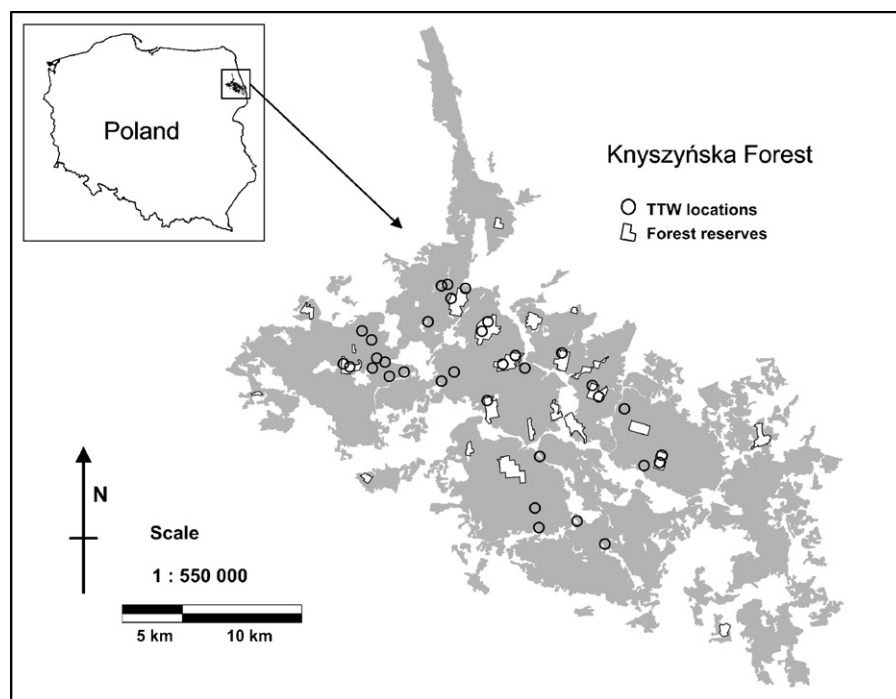 Poland
Knyszyńska Forest
TTW locations
Forest reserves
N
Scale
1 : 550 000
5 km 10 km